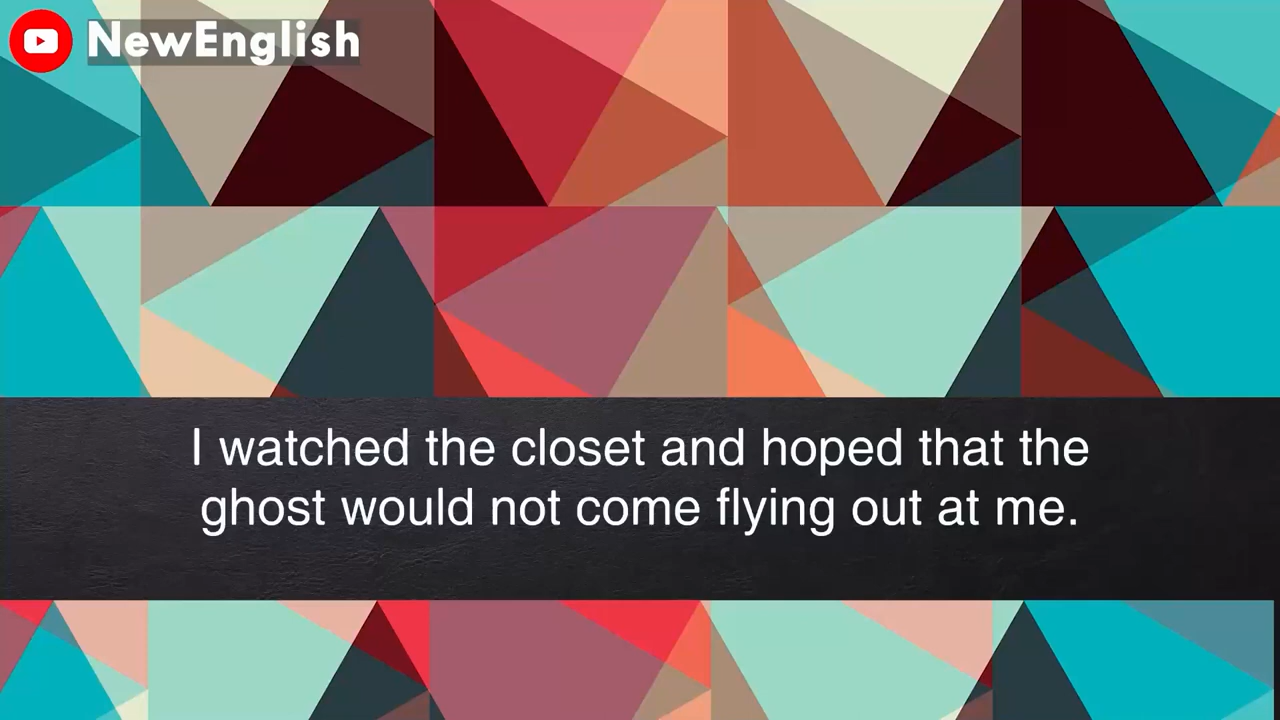 NewEnglish
I watched the closet and hoped that the
ghost would not come flying out at me.